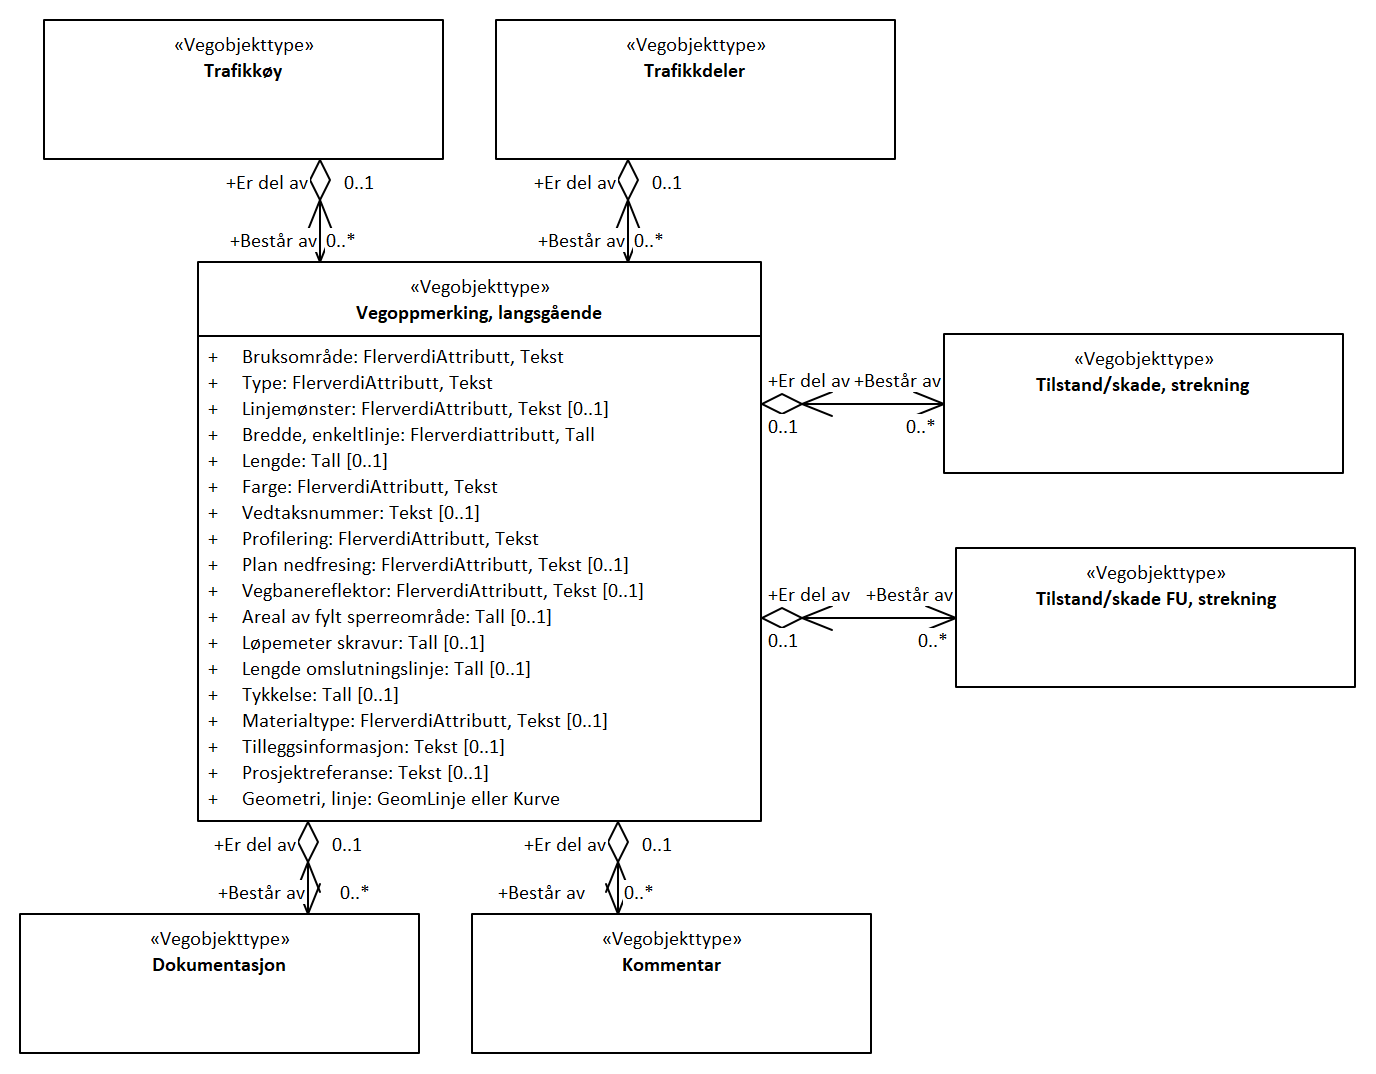 «Vegobjekttype»
Trafikkøy
«Vegobjekttype»
Trafikkdeler
+Er del av 0..1
+Består av 0..*
+Er del av 0..1
+Består av 0..*
«Vegobjekttype»
Vegoppmerking, langsgående
+ Bruksområde: FlerverdiAttributt, Tekst
+ Type: FlerverdiAttributt, Tekst
+ Linjemønster: FlerverdiAttributt, Tekst [0..1]
+ Bredde, enkeltlinje: Flerverdiattributt, Tall
+ Lengde: Tall [0..1]
+ Farge: FlerverdiAttributt, Tekst
+ Vedtaksnummer: Tekst [0..1]
+ Profilering: FlerverdiAttributt, Tekst
+ Plan nedfresing: FlerverdiAttributt, Tekst [0..1]
+ Vegbanereflektor: FlerverdiAttributt, Tekst [0..1]
+ Areal av fylt sperreområde: Tall [0..1]
+ Løpemeter skravur: Tall [0..1]
+ Lengde omslutningslinje: Tall [0..1]
+ Tykkelse: Tall [0..1]
+ Materialtype: FlerverdiAttributt, Tekst [0..1]
+ Tilleggsinformasjon: Tekst [0..1]
+ Prosjektreferanse: Tekst [0..1]
+ Geometri, linje: GeomLinje eller Kurve
+Er del av +Består av
0..1 0..*
«Vegobjekttype»
Tilstand/skade, strekning
+Er del av +Består av
0..1 0..*
«Vegobjekttype»
Tilstand/skade FU, strekning
+Er del av 0..1
+Består av 0..*
+Er del av 0..1
+Består av 0..*
«Vegobjekttype»
Dokumentasjon
«Vegobjekttype»
Kommentar